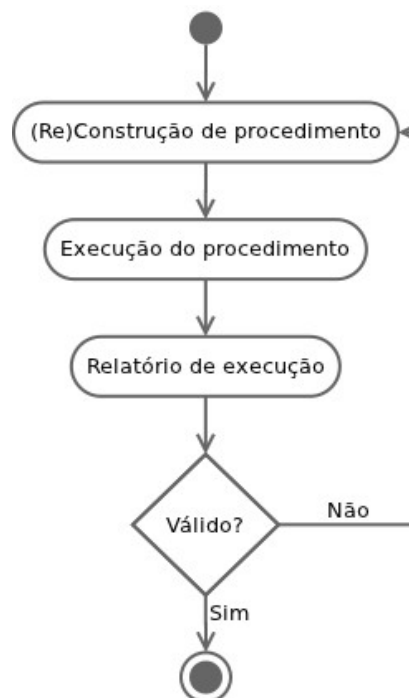 (Re)Construção de procedimento
Execução do procedimento
Relatório de execução
Válido?
Não
Sim